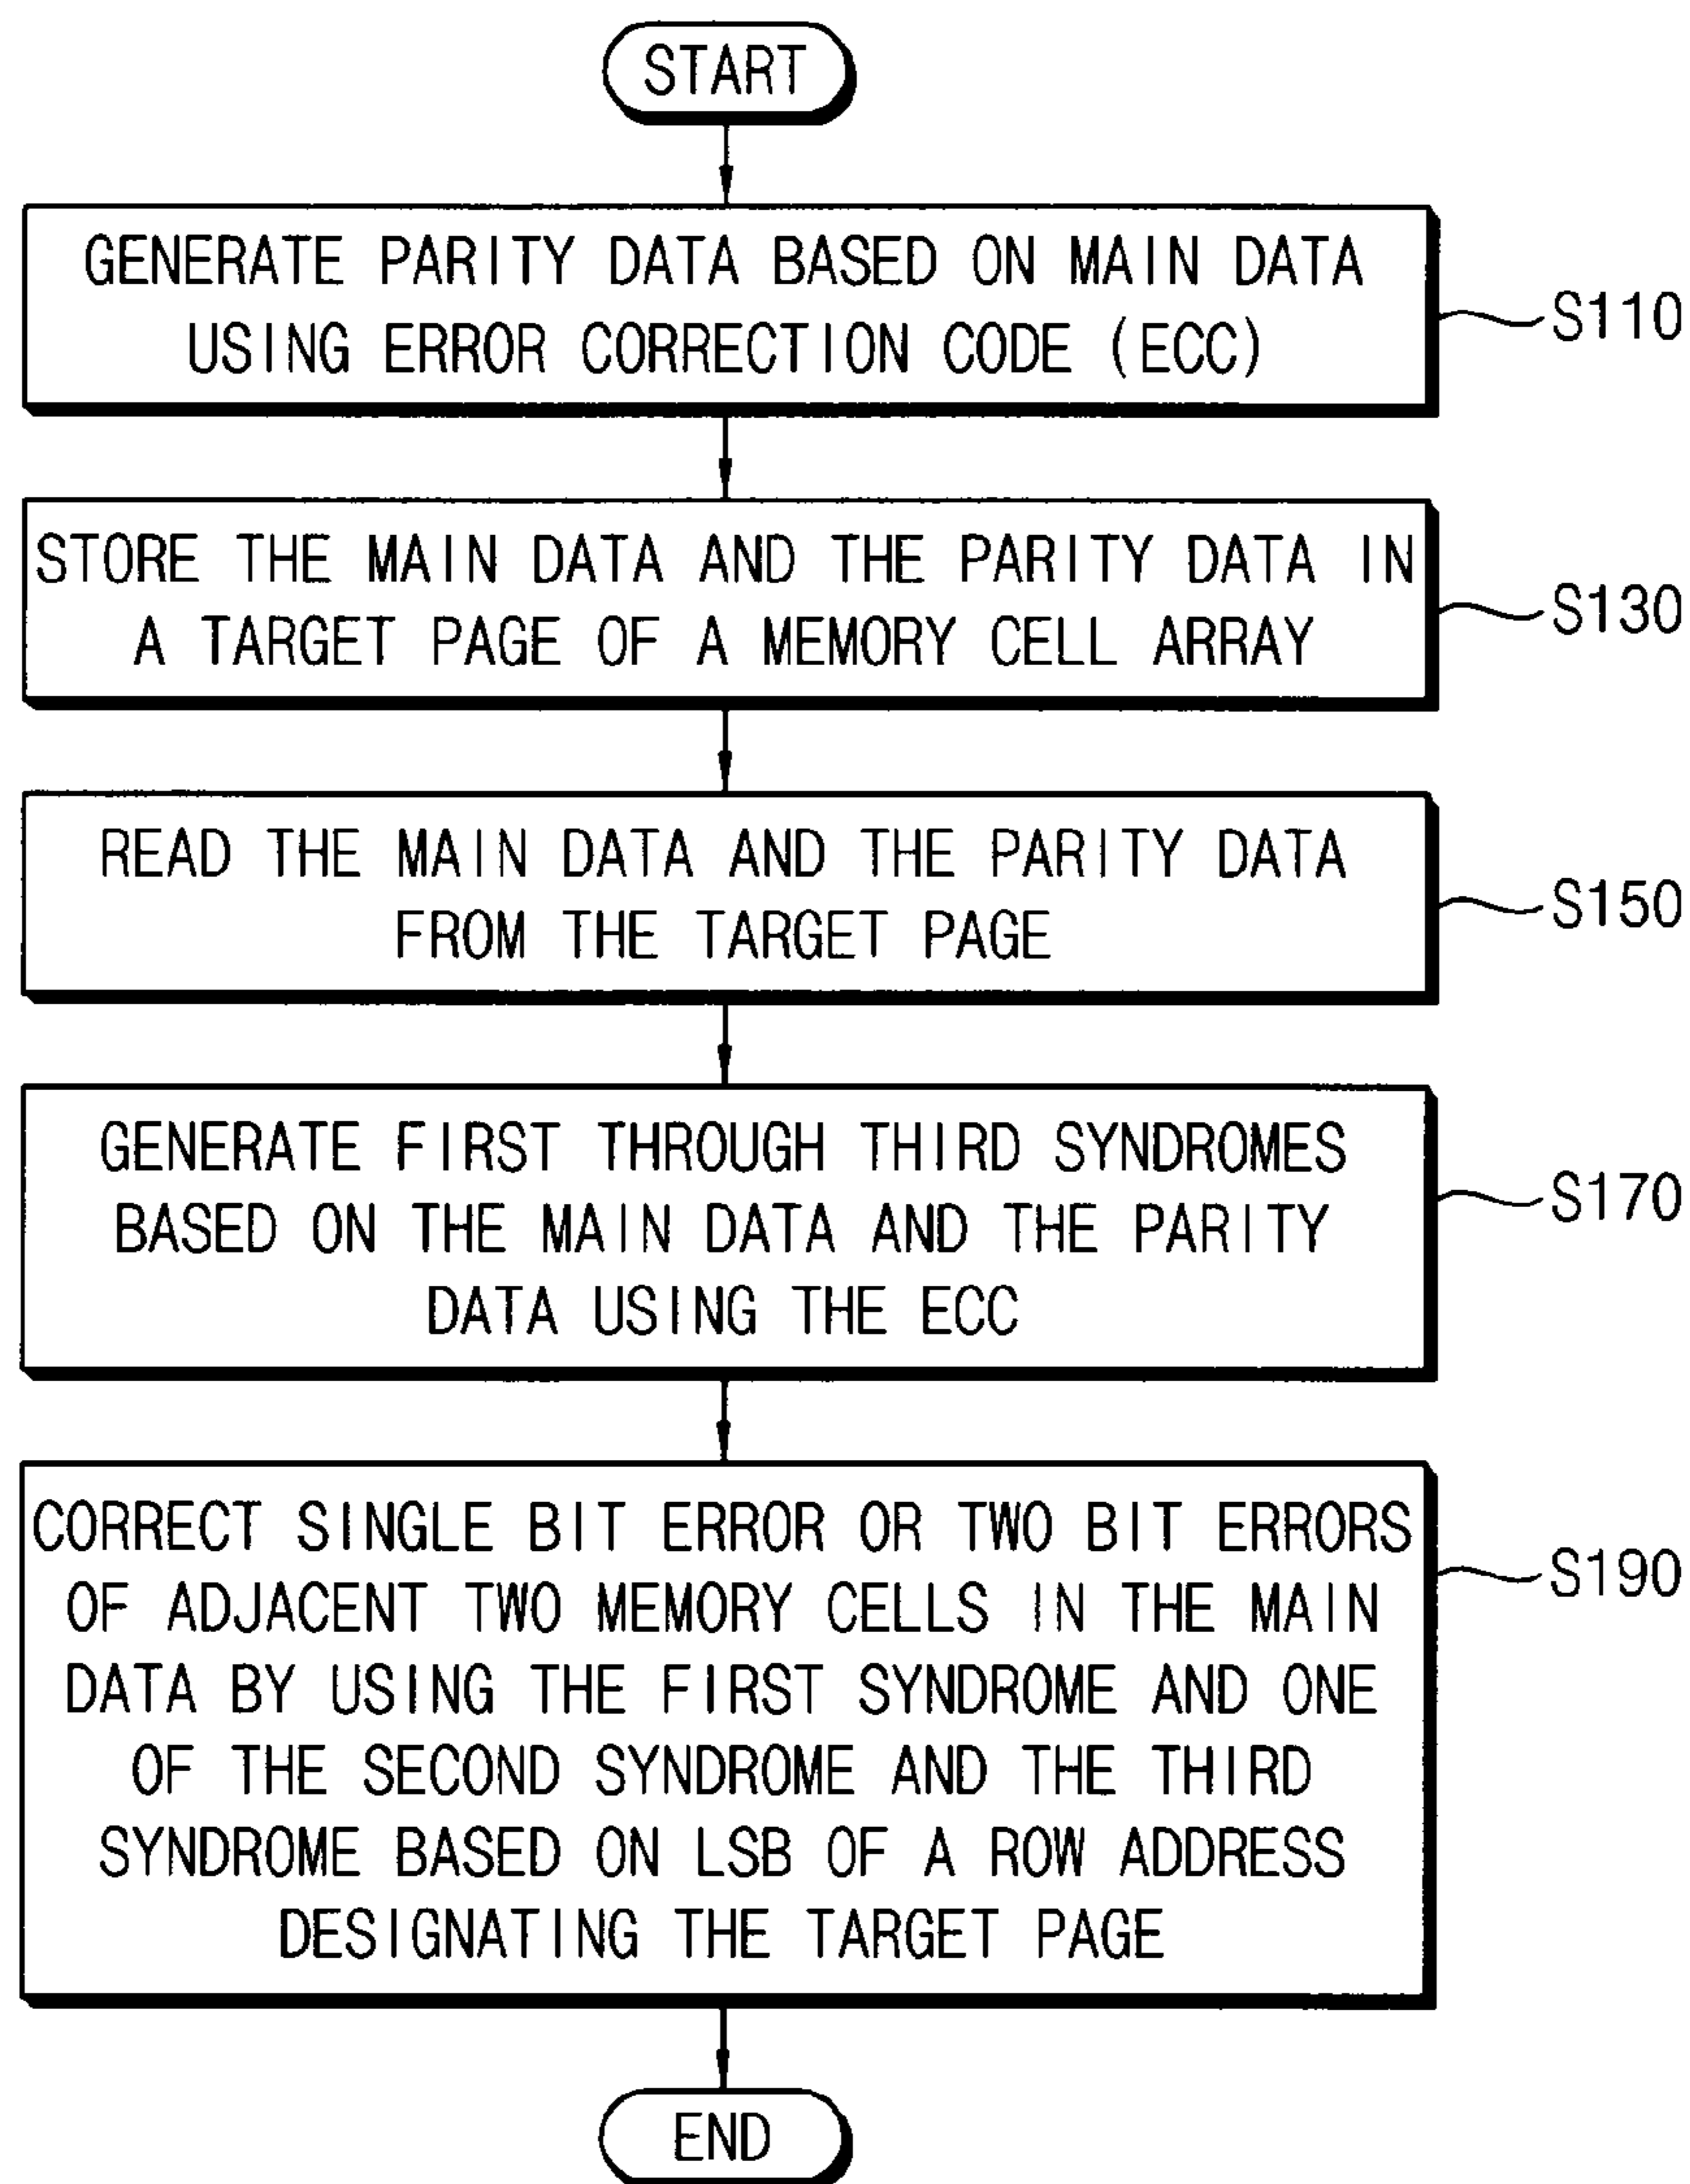 START
GENERATE PARITY DATA BASED ON MAIN DATA
USING ERROR CORRECTION CODE (ECC)
S110
STORE THE MAIN DATA AND THE PARITY DATA IN
A TARGET PAGE OF A MEMORY CELL ARRAY
S130
READ THE MAIN DATA AND THE PARITY DATA
FROM THE TARGET PAGE
S150
GENERATE FIRST THROUGH THIRD SYNDROMES
BASED ON THE MAIN DATA AND THE PARITY
DATA USING THE ECC
S170
CORRECT SINGLE BIT ERROR OR TWO BIT ERRORS
OF ADJACENT TWO MEMORY CELLS IN THE MAIN
DATA BY USING THE FIRST SYNDROME AND ONE
OF THE SECOND SYNDROME AND THE THIRD
SYNDROME BASED ON LSB OF A ROW ADDRESS
DESIGNATING THE TARGET PAGE
S190
END